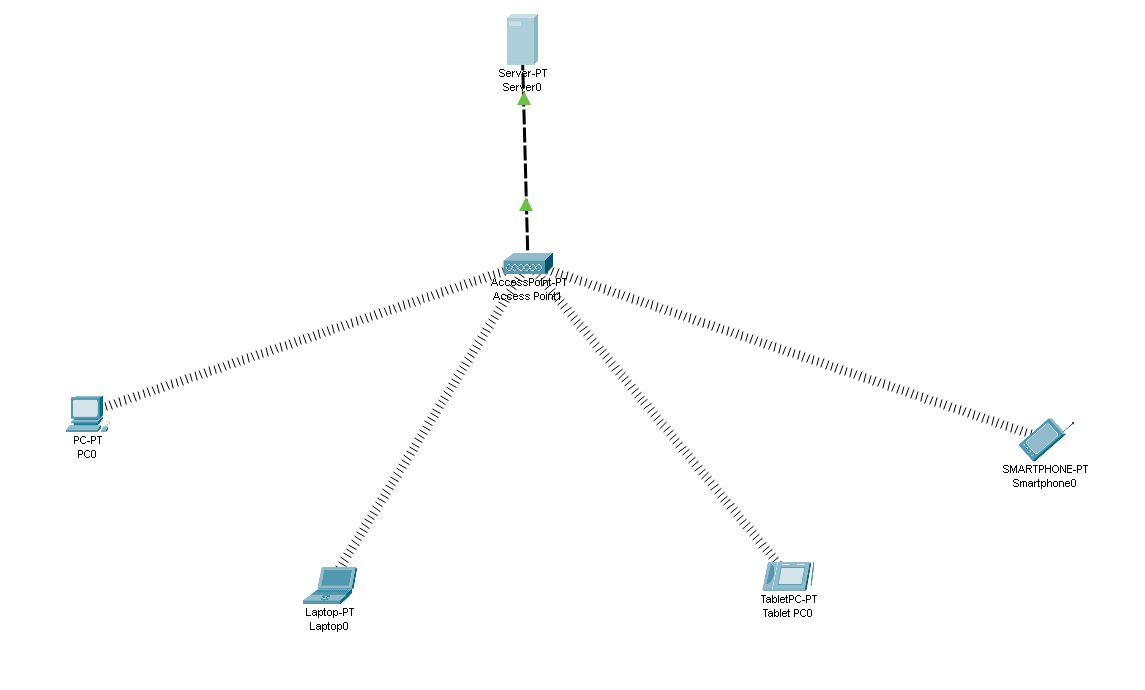 Server-PT
Server0
AccessPoint-PT
Access Point1
PC-PT
PC0
SMARTPHONE-PT
Smartphone0
TabletPC-PT
Tablet PC0
Laptop-PT
Laptop0